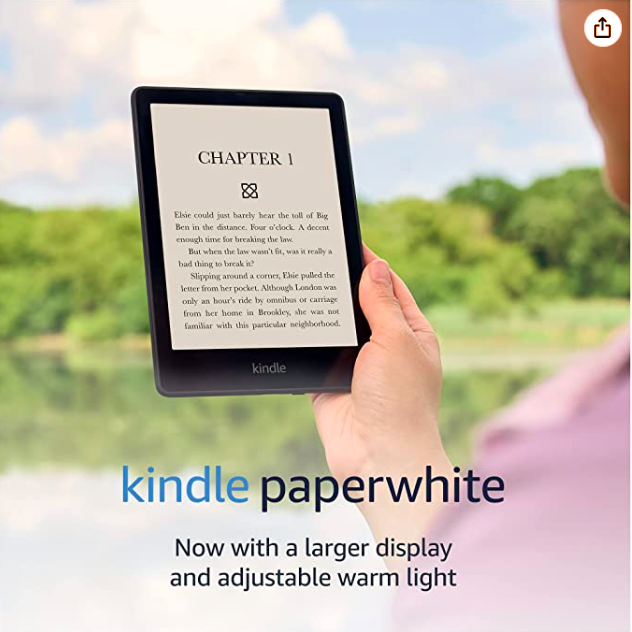 CHAPTER 1
Elsie could just barely hear the toll of Big
Ben in the distance. Four o'clock. A decent
enough time for breaking the law.
But when the law wasn't fit, was it really a
bad thing to break it?
Slipping around a corner, Elsie pulled the
letter from her pocket. Although London was
only an hour's ride by omnibus or carriage
from her home in Brookley, she was not
familiar with this particular neighborhood.
kindle
kindle paperwhite
Now with a larger display
and adjustable warm light